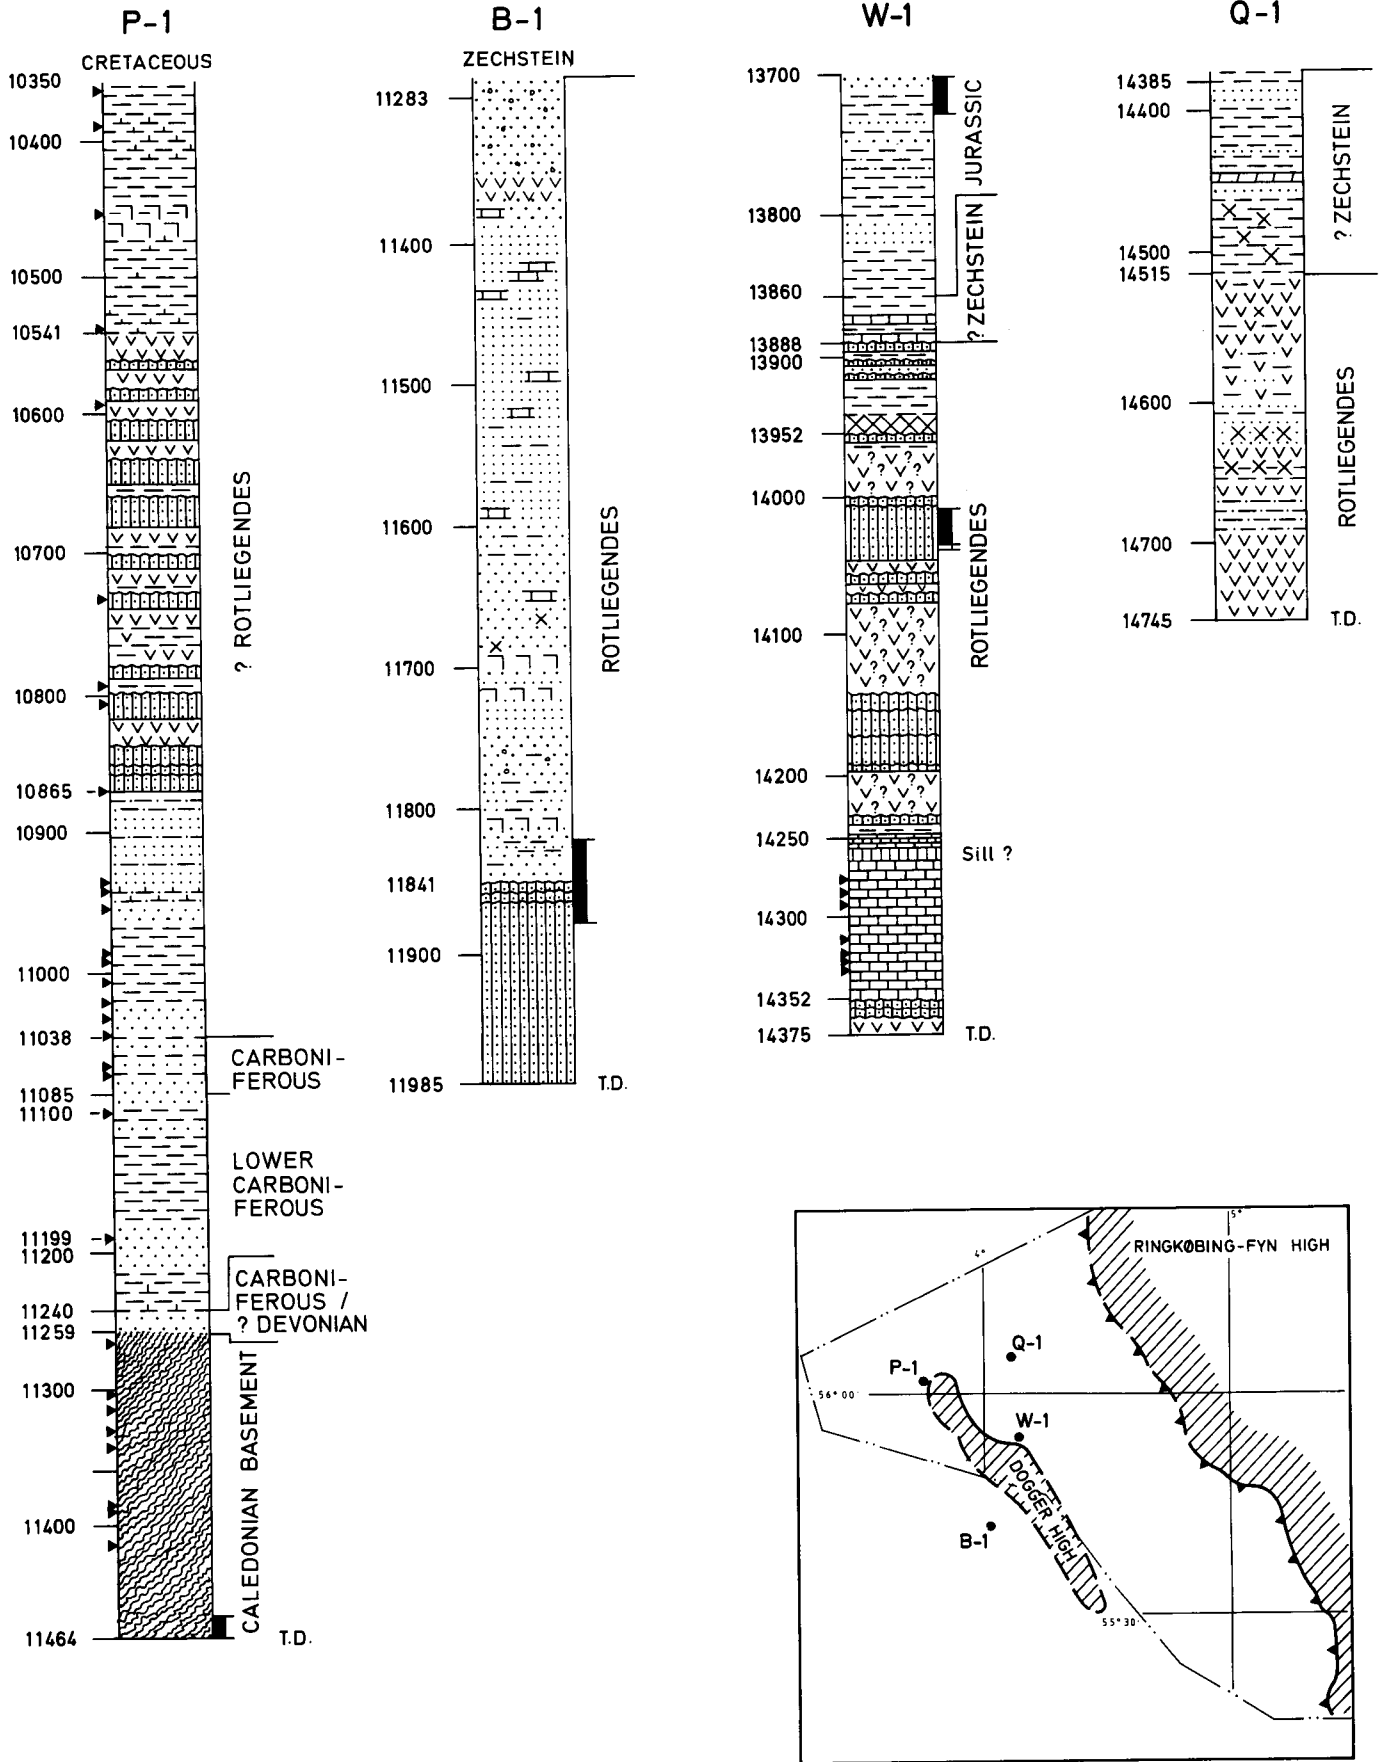 P-1
CRETACEOUS
10350
10400
10500
10541
10600
10700
10800
10865
10900
11000
11038
11085
11100
11199
11200
11240
11259
11300
11400
11464
? ROTLIEGENDES
CARBONI-
FEROUS
LOWER
CARBONI-
FEROUS
CARBONI-
FEROUS /
? DEVONIAN
CALEDONIAN BASEMENT
T.D.
B-1
ZECHSTEIN
11283
11400
11500
11600
11700
11800
11841
11900
11985
ROTLIEGENDES
T.D.
W-1
13700
13800
13860
13888
13900
13952
14000
14100
14200
14250
14300
14352
14375
JURASSIC
? ZECHSTEIN
ROTLIEGENDES
? ? ?
? ?
? ? ?
? ?
? ? ?
? ?
? ? ?
? ?
? ? ?
? ?
? ? ?
? ?
Sill ?
T.D.
Q-1
14385
14400
14500
14515
14600
14700
14745
? ZECHSTEIN
ROTLIEGENDES
T.D.
RINGKØBING-FYN HIGH
4°
5°
Q-1
P-1
56° 00'
W-1
DOGGER HIGH
B-1
55° 30'